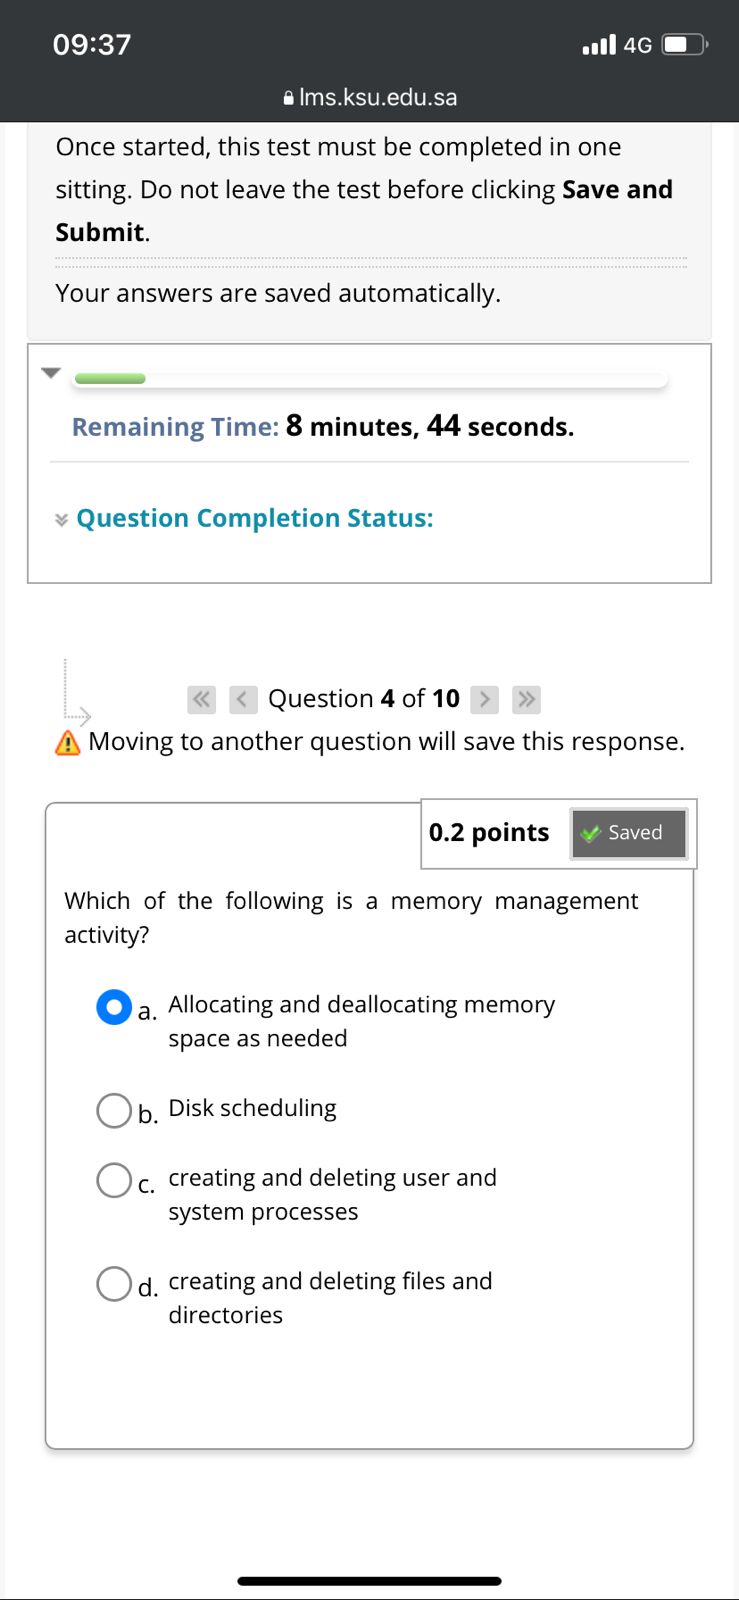 09:37
4G
lms.ksu.edu.sa
Once started, this test must be completed in one
sitting. Do not leave the test before clicking Save and
Submit.
Your answers are saved automatically.
Remaining Time: 8 minutes, 44 seconds.
Question Completion Status:
Question 4 of 10
Moving to another question will save this response.
0.2 points
Saved
Which of the following is a memory management
activity?
a. Allocating and deallocating memory
space as needed
b. Disk scheduling
c. creating and deleting user and
system processes
d. creating and deleting files and
directories